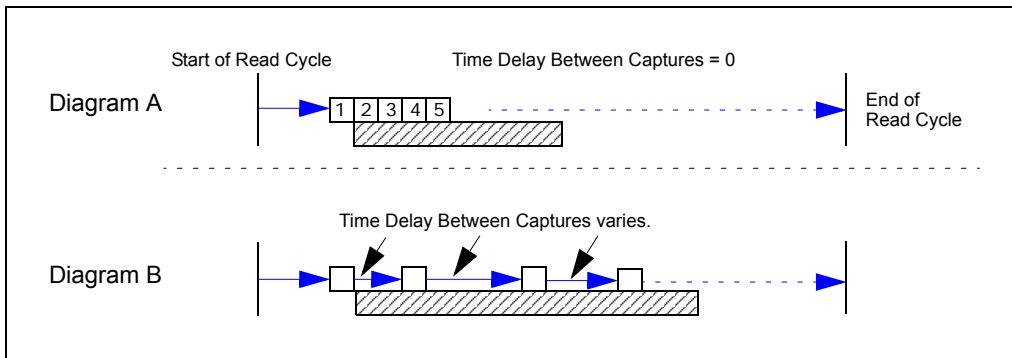 Start of Read Cycle
Time Delay Between Captures = 0
Diagram A
1 2 3 4 5
End of
Read Cycle
Time Delay Between Captures varies.
Diagram B